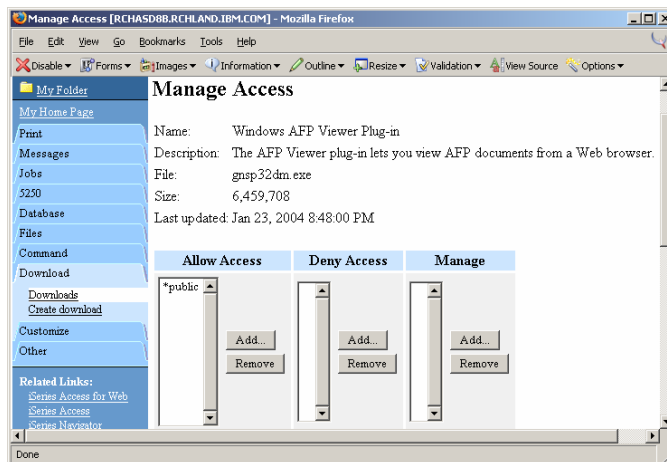 Manage Access [RCHASD8B.RCHLAND.IBM.COM] - Mozilla Firefox
File Edit View Go Bookmarks Tools Help
Disable Forms Images Information Outline Resize Validation View Source Options
My Folder
My Home Page
Print
Messages
Jobs
5250
Database
Files
Command
Download
Downloads
Create download
Customize
Other
Related Links:
iSeries Access for Web
iSeries Access
iSeries Navigator
Manage Access
Name: Windows AFP Viewer Plug-in
Description: The AFP Viewer plug-in lets you view AFP documents from a Web browser.
File: gnsp32dm.exe
Size: 6,459,708
Last updated: Jan 23, 2004 8:48:00 PM
Allow Access Deny Access Manage
*public
Add... Add... Add...
Remove Remove Remove
Done